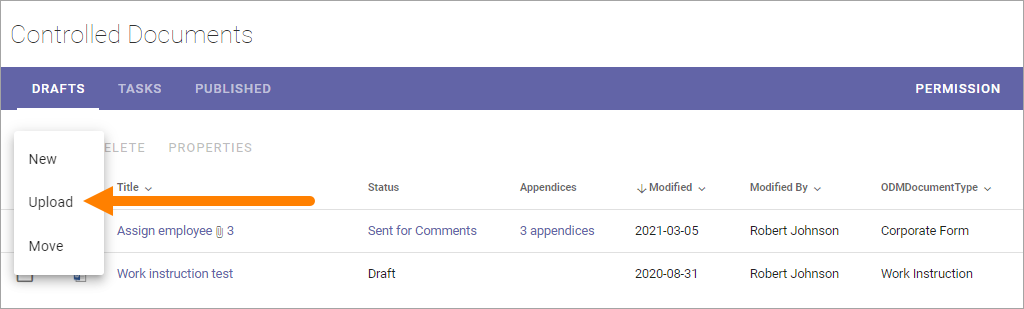 Controlled Documents
DRAFTS TASKS PUBLISHED PERMISSION
New ELETE PROPERTIES
Upload Title Status Appendices Modified Modified By ODMDocumentType
Move Assign employee 3 Sent for Comments 3 appendices 2021-03-05 Robert Johnson Corporate Form
Work instruction test Draft 2020-08-31 Robert Johnson Work Instruction